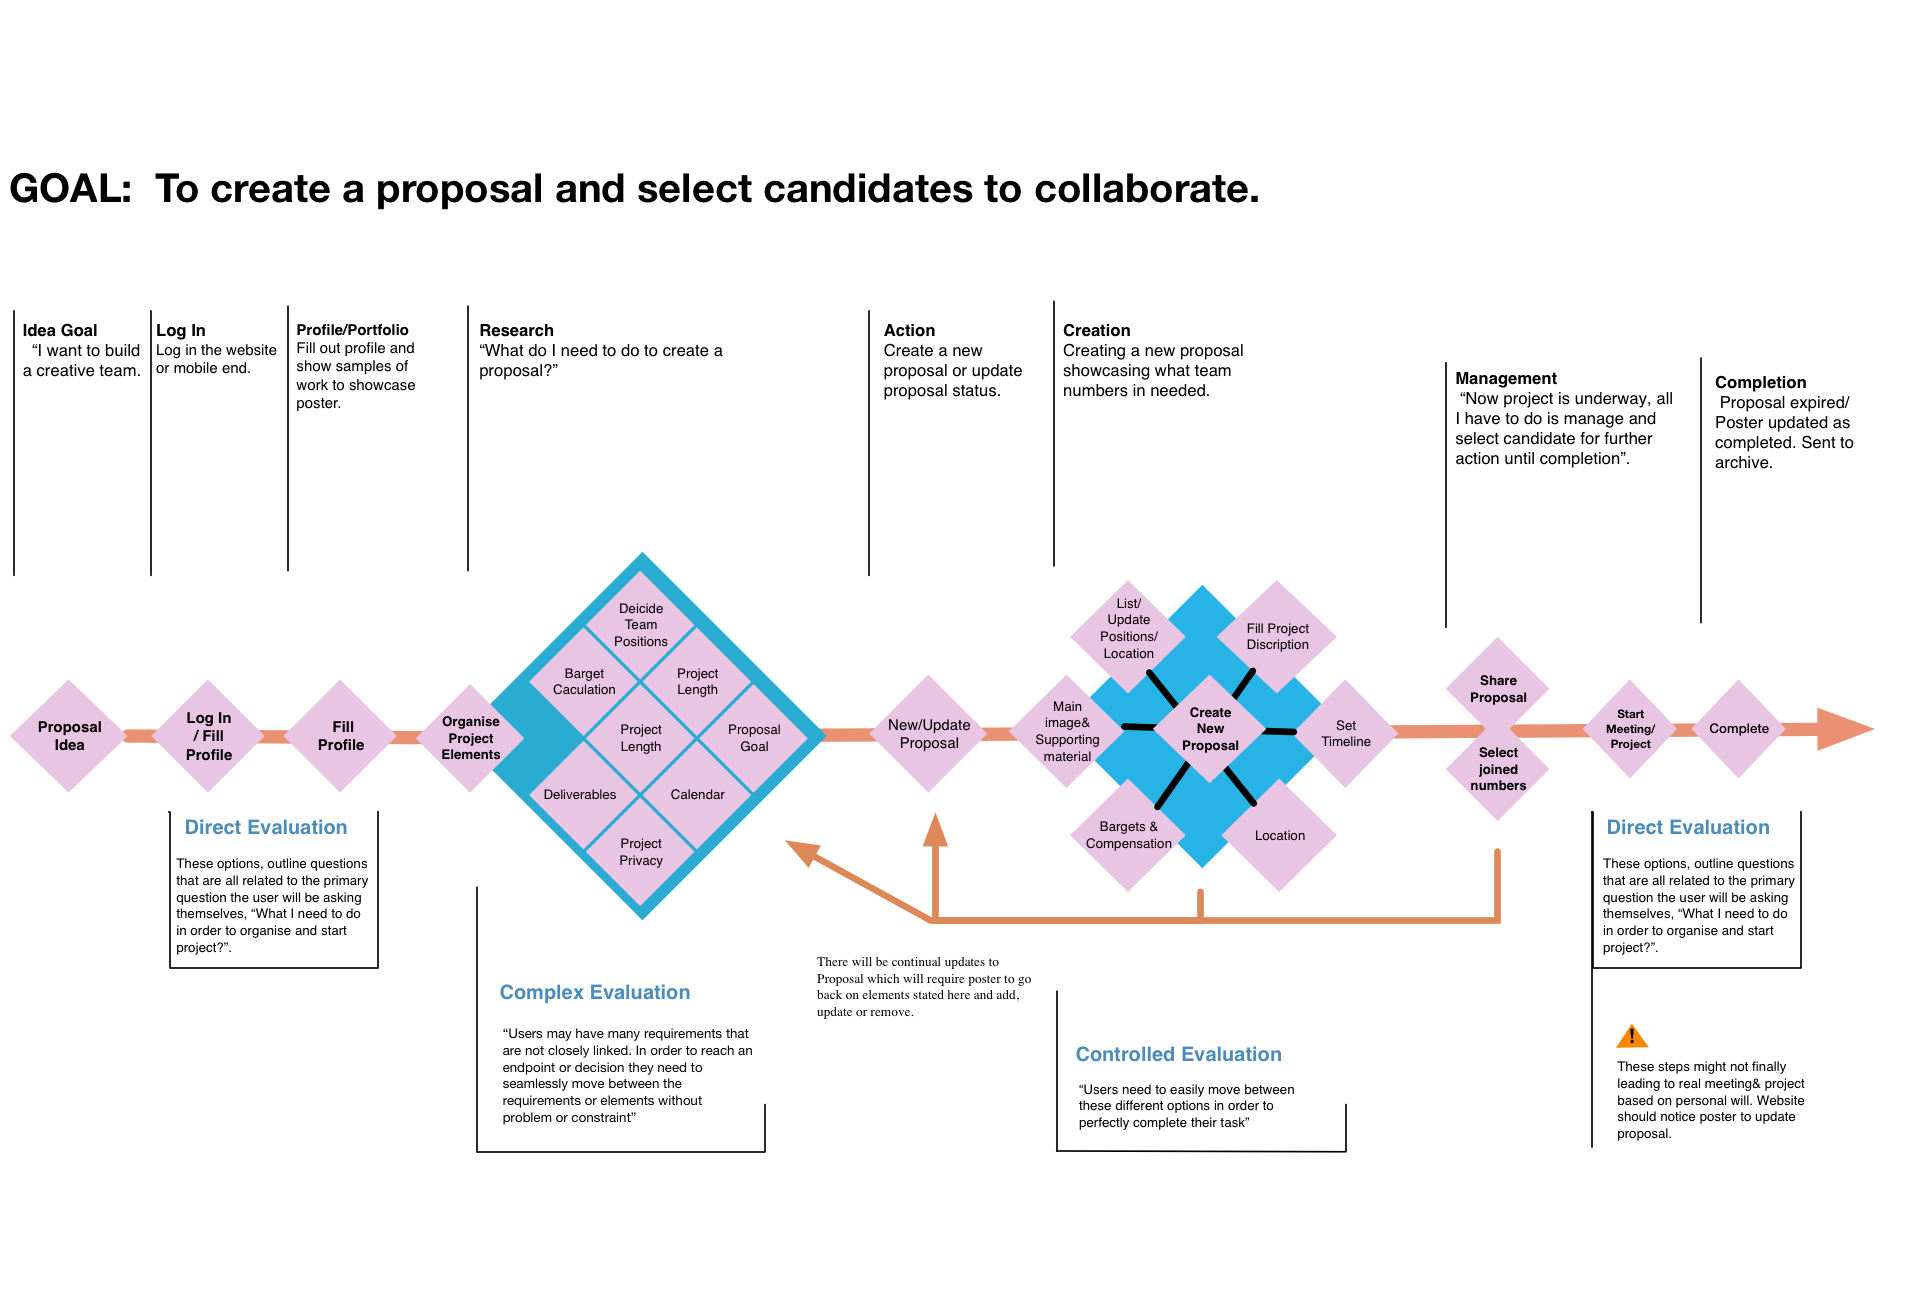 GOAL:  To create a proposal and select candidates to collaborate.
Idea Goal
“I want to build
a creative team.
Log In
Log in the website
or mobile end.
Profile/Portfolio
Fill out profile and
show samples of
work to showcase
poster.
Research
“What do I need to do to create a
proposal?”
Action
Create a new
proposal or update
proposal status.
Creation
Creating a new proposal
showcasing what team
numbers in needed.
Management
“Now project is underway, all
I have to do is manage and
select candidate for further
action until completion”.
Completion
Proposal expired/
Poster updated as
completed. Sent to
archive.
Proposal
Idea
Log In
/ Fill
Profile
Fill
Profile
Organise
Project
Elements
Deicide
Team
Positions
Barget
Caculation
Project
Length
Project
Length
Proposal
Goal
Deliverables
Calendar
Project
Privacy
New/Update
Proposal
List/
Update
Positions/
Location
Fill Project
Discription
Main
image&
Supporting
material
Create
New
Proposal
Set
Timeline
Bargets &
Compensation
Location
Share
Proposal
Select
joined
numbers
Start
Meeting/
Project
Complete
Direct Evaluation
These options, outline questions
that are all related to the primary
question the user will be asking
themselves, “What I need to do
in order to organise and start
project?”.
Complex Evaluation
“Users may have many requirements that
are not closely linked. In order to reach an
endpoint or decision they need to
seamlessly move between the
requirements or elements without
problem or constraint”
There will be continual updates to
Proposal which will require poster to go
back on elements stated here and add,
update or remove.
Controlled Evaluation
“Users need to easily move between
these different options in order to
perfectly complete their task”
Direct Evaluation
These options, outline questions
that are all related to the primary
question the user will be asking
themselves, “What I need to do
in order to organise and start
project?”.
!
These steps might not finally
leading to real meeting& project
based on personal will. Website
should notice poster to update
proposal.